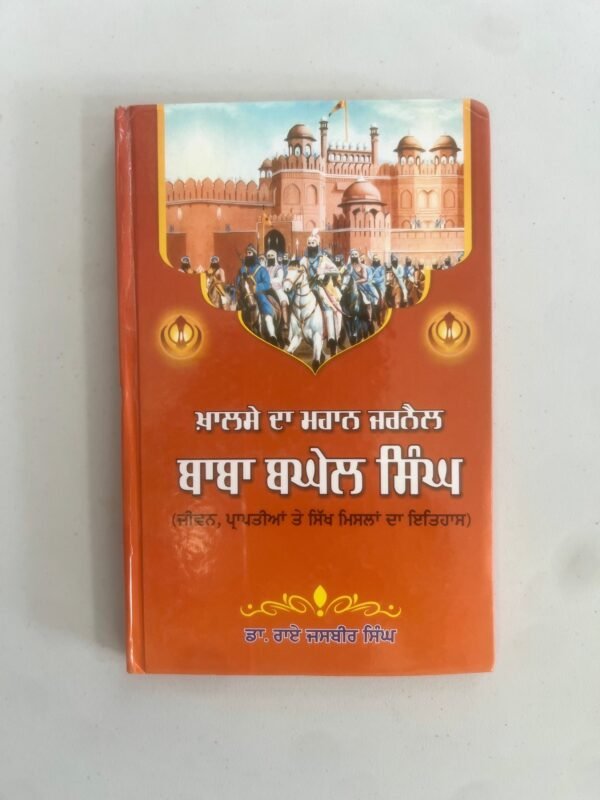 ਖ਼ਾਲਸੇ ਦਾ ਮਹਾਨ ਜਰਨੈਲ
ਬਾਬਾ ਬਘੇਲ ਸਿੰਘ
(ਜੀਵਨ, ਪ੍ਰਾਪਤੀਆਂ ਤੇ ਸਿੱਖ ਮਿਸਲਾਂ ਦਾ ਇਤਿਹਾਸ)
ਡਾ. ਰਾਏ ਜਸਬੀਰ ਸਿੰਘ